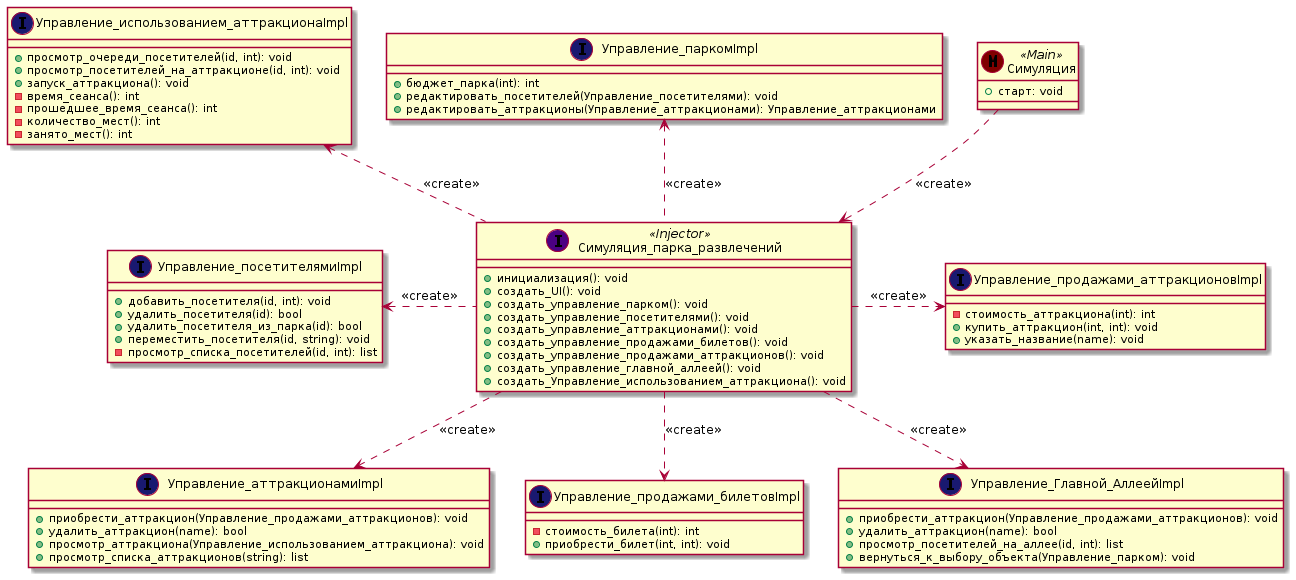 I Управление_использованием_аттракционаImpl
просмотр_очереди_посетителей(id, int): void
просмотр_посетителей_на_аттракционе(id, int): void
запуск_аттракциона(): void
время_сеанса(): int
прошедшее_время_сеанса(): int
количество_мест(): int
занято_мест(): int
I Управление_паркомImpl
бюджет_парка(int): int
редактировать_посетителей(Управление_посетителями): void
редактировать_аттракционы(Управление_аттракционами): Управление_аттракционами
«Main»
M Симуляция
старт: void
«create»
«create»
«create»
«Injector»
I Симуляция_парка_развлечений
инициализация(): void
создать_UI(): void
создать_управление_парком(): void
создать_управление_посетителями(): void
создать_управление_аттракционами(): void
создать_управление_продажами_билетов(): void
создать_управление_продажами_аттракционов(): void
создать_управление_главной_аллеей(): void
создать_Управление_использованием_аттракциона(): void
I Управление_посетителямиImpl
добавить_посетителя(id, int): void
удалить_посетителя(id): bool
удалить_посетителя_из_парка(id): bool
переместить_посетителя(id, string): void
просмотр_списка_посетителей(id, int): list
«create»
«create»
I Управление_продажами_аттракционовImpl
стоимость_аттракциона(int): int
купить_аттракцион(int, int): void
указать_название(name): void
«create»
«create»
«create»
I Управление_аттракционамиImpl
приобрести_аттракцион(Управление_продажами_аттракционов): void
удалить_аттракцион(name): bool
просмотр_аттракциона(Управление_использованием_аттракциона): void
просмотр_списка_аттракционов(string): list
I Управление_продажами_билетовImpl
стоимость_билета(int): int
приобрести_билет(int, int): void
I Управление_Главной_АллеейImpl
приобрести_аттракцион(Управление_продажами_аттракционов): void
удалить_аттракцион(name): bool
просмотр_посетителей_на_аллее(id, int): list
вернуться_к_выбору_объекта(Управление_парком): void